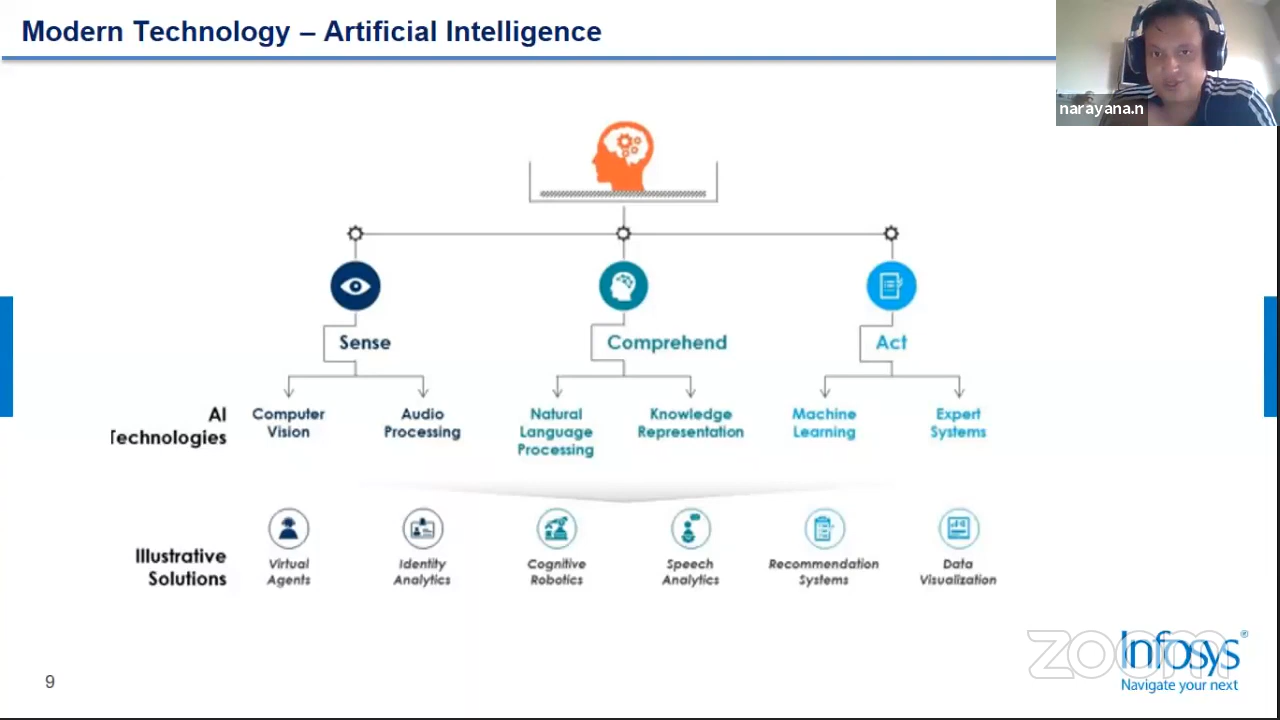 Modern Technology – Artificial Intelligence
narayana.n
Sense
Comprehend
Act
AI
Technologies
Computer
Vision
Audio
Processing
Natural
Language
Processing
Knowledge
Representation
Machine
Learning
Expert
Systems
Illustrative
Solutions
Virtual
Agents
Identity
Analytics
Cognitive
Robotics
Speech
Analytics
Recommendation
Systems
Data
Visualization
zoom
Infosys®
Navigate your next
9